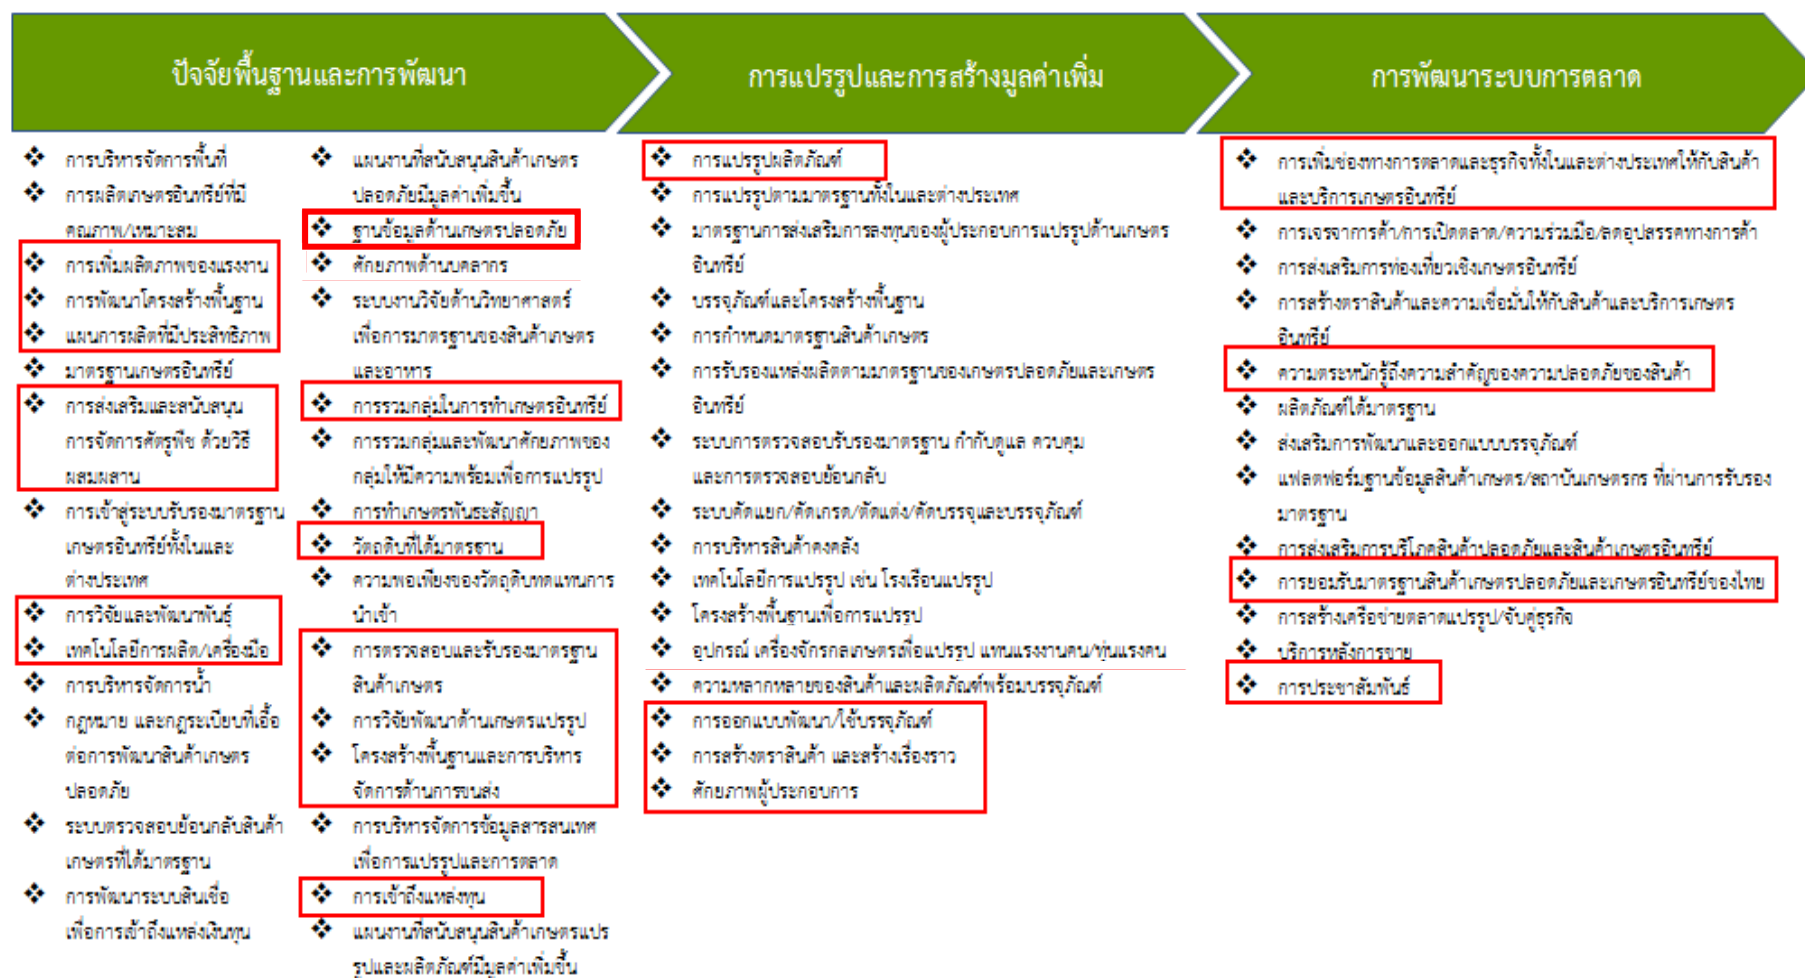 ปัจจัยพื้นฐานและการพัฒนา
การแปรรูปและการสร้างมูลค่าเพิ่ม
การพัฒนาระบบการตลาด
❖ การบริหารจัดการพื้นที่
❖ การผลิตเกษตรอินทรีย์ที่มี
คุณภาพ/เหมาะสม
❖ การเพิ่มผลิตภาพของแรงงาน
❖ การพัฒนาโครงสร้างพื้นฐาน
❖ แผนการผลิตที่มีประสิทธิภาพ
❖ มาตรฐานเกษตรอินทรีย์
❖ การส่งเสริมและสนับสนุน
การจัดการศัตรูพืช ด้วยวิธี
ผสมผสาน
❖ การเข้าสู่ระบบรับรองมาตรฐาน
เกษตรอินทรีย์ทั้งในและ
ต่างประเทศ
❖ การวิจัยและพัฒนาพันธุ์
❖ เทคโนโลยีการผลิต/เครื่องมือ
❖ การบริหารจัดการน้ำ
❖ กฎหมาย และกฎระเบียบที่เอื้อ
ต่อการพัฒนาสินค้าเกษตร
ปลอดภัย
❖ ระบบตรวจสอบย้อนกลับสินค้า
เกษตรที่ได้มาตรฐาน
❖ การพัฒนาระบบสินเชื่อ
เพื่อการเข้าถึงแหล่งเงินทุน
❖ แผนงานที่สนับสนุนสินค้าเกษตร
ปลอดภัยมีมูลค่าเพิ่มขึ้น
❖ ฐานข้อมูลด้านเกษตรปลอดภัย
❖ ศักยภาพด้านบุคลากร
❖ ระบบงานวิจัยด้านวิทยาศาสตร์
เพื่อการมาตรฐานของสินค้าเกษตร
และอาหาร
❖ การรวมกลุ่มในการทำเกษตรอินทรีย์
❖ การรวมกลุ่มและพัฒนาศักยภาพของ
กลุ่มให้มีความพร้อมเพื่อการแปรรูป
❖ การทำเกษตรพันธะสัญญา
❖ วัตถุดิบที่ได้มาตรฐาน
❖ ความพอเพียงของวัตถุดิบทดแทนการ
นำเข้า
❖ การตรวจสอบและรับรองมาตรฐาน
สินค้าเกษตร
❖ การวิจัยพัฒนาด้านเกษตรแปรรูป
❖ โครงสร้างพื้นฐานและการบริหาร
จัดการด้านการขนส่ง
❖ การบริหารจัดการข้อมูลสารสนเทศ
เพื่อการแปรรูปและการตลาด
❖ การเข้าถึงแหล่งทุน
❖ แผนงานที่สนับสนุนสินค้าเกษตรแปร
รูปและผลิตภัณฑ์มีมูลค่าเพิ่มขึ้น
❖ การแปรรูปผลิตภัณฑ์
❖ การแปรรูปตามมาตรฐานทั้งในและต่างประเทศ
❖ มาตรฐานการส่งเสริมการลงทุนของผู้ประกอบการแปรรูปด้านเกษตร
อินทรีย์
❖ บรรจุภัณฑ์และโครงสร้างพื้นฐาน
❖ การกำหนดมาตรฐานสินค้าเกษตร
❖ การรับรองแหล่งผลิตตามมาตรฐานของเกษตรปลอดภัยและเกษตร
อินทรีย์
❖ ระบบการตรวจสอบรับรองมาตรฐาน กำกับดูแล ควบคุม
และการตรวจสอบย้อนกลับ
❖ ระบบคัดแยก/คัดเกรด/ตัดแต่ง/คัดบรรจุและบรรจุภัณฑ์
❖ การบริหารสินค้าคงคลัง
❖ เทคโนโลยีการแปรรูป เช่น โรงเรือนแปรรูป
❖ โครงสร้างพื้นฐานเพื่อการแปรรูป
❖ อุปกรณ์ เครื่องจักรกลเกษตรเพื่อแปรรูป แทนแรงงานคน/ทุ่นแรงคน
❖ ความหลากหลายของสินค้าและผลิตภัณฑ์พร้อมบรรจุภัณฑ์
❖ การออกแบบพัฒนา/ใช้บรรจุภัณฑ์
❖ การสร้างตราสินค้า และสร้างเรื่องราว
❖ ศักยภาพผู้ประกอบการ
❖ การเพิ่มช่องทางการตลาดและธุรกิจทั้งในและต่างประเทศให้กับสินค้า
และบริการเกษตรอินทรีย์
❖ การเจรจาการค้า/การเปิดตลาด/ความร่วมมือ/ลดอุปสรรคทางการค้า
❖ การส่งเสริมการท่องเที่ยวเชิงเกษตรอินทรีย์
❖ การสร้างตราสินค้าและความเชื่อมั่นให้กับสินค้าและบริการเกษตร
อินทรีย์
❖ ความตระหนักรู้ถึงความสำคัญของความปลอดภัยของสินค้า
❖ ผลิตภัณฑ์ได้มาตรฐาน
❖ ส่งเสริมการพัฒนาและออกแบบบรรจุภัณฑ์
❖ แฟลตฟอร์มฐานข้อมูลสินค้าเกษตร/สถาบันเกษตรกร ที่ผ่านการรับรอง
มาตรฐาน
❖ การส่งเสริมการบริโภคสินค้าปลอดภัยและสินค้าเกษตรอินทรีย์
❖ การยอมรับมาตรฐานสินค้าเกษตรปลอดภัยและเกษตรอินทรีย์ของไทย
❖ การสร้างเครือข่ายตลาดแปรรูป/จับคู่ธุรกิจ
❖ บริการหลังการขาย
❖ การประชาสัมพันธ์